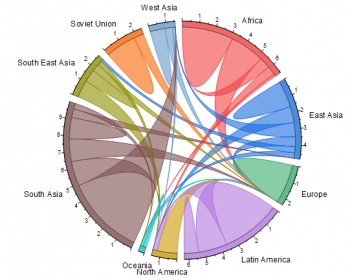 West Asia
Soviet Union
Africa
South East Asia
East Asia
South Asia
Europe
Oceania
North America
Latin America